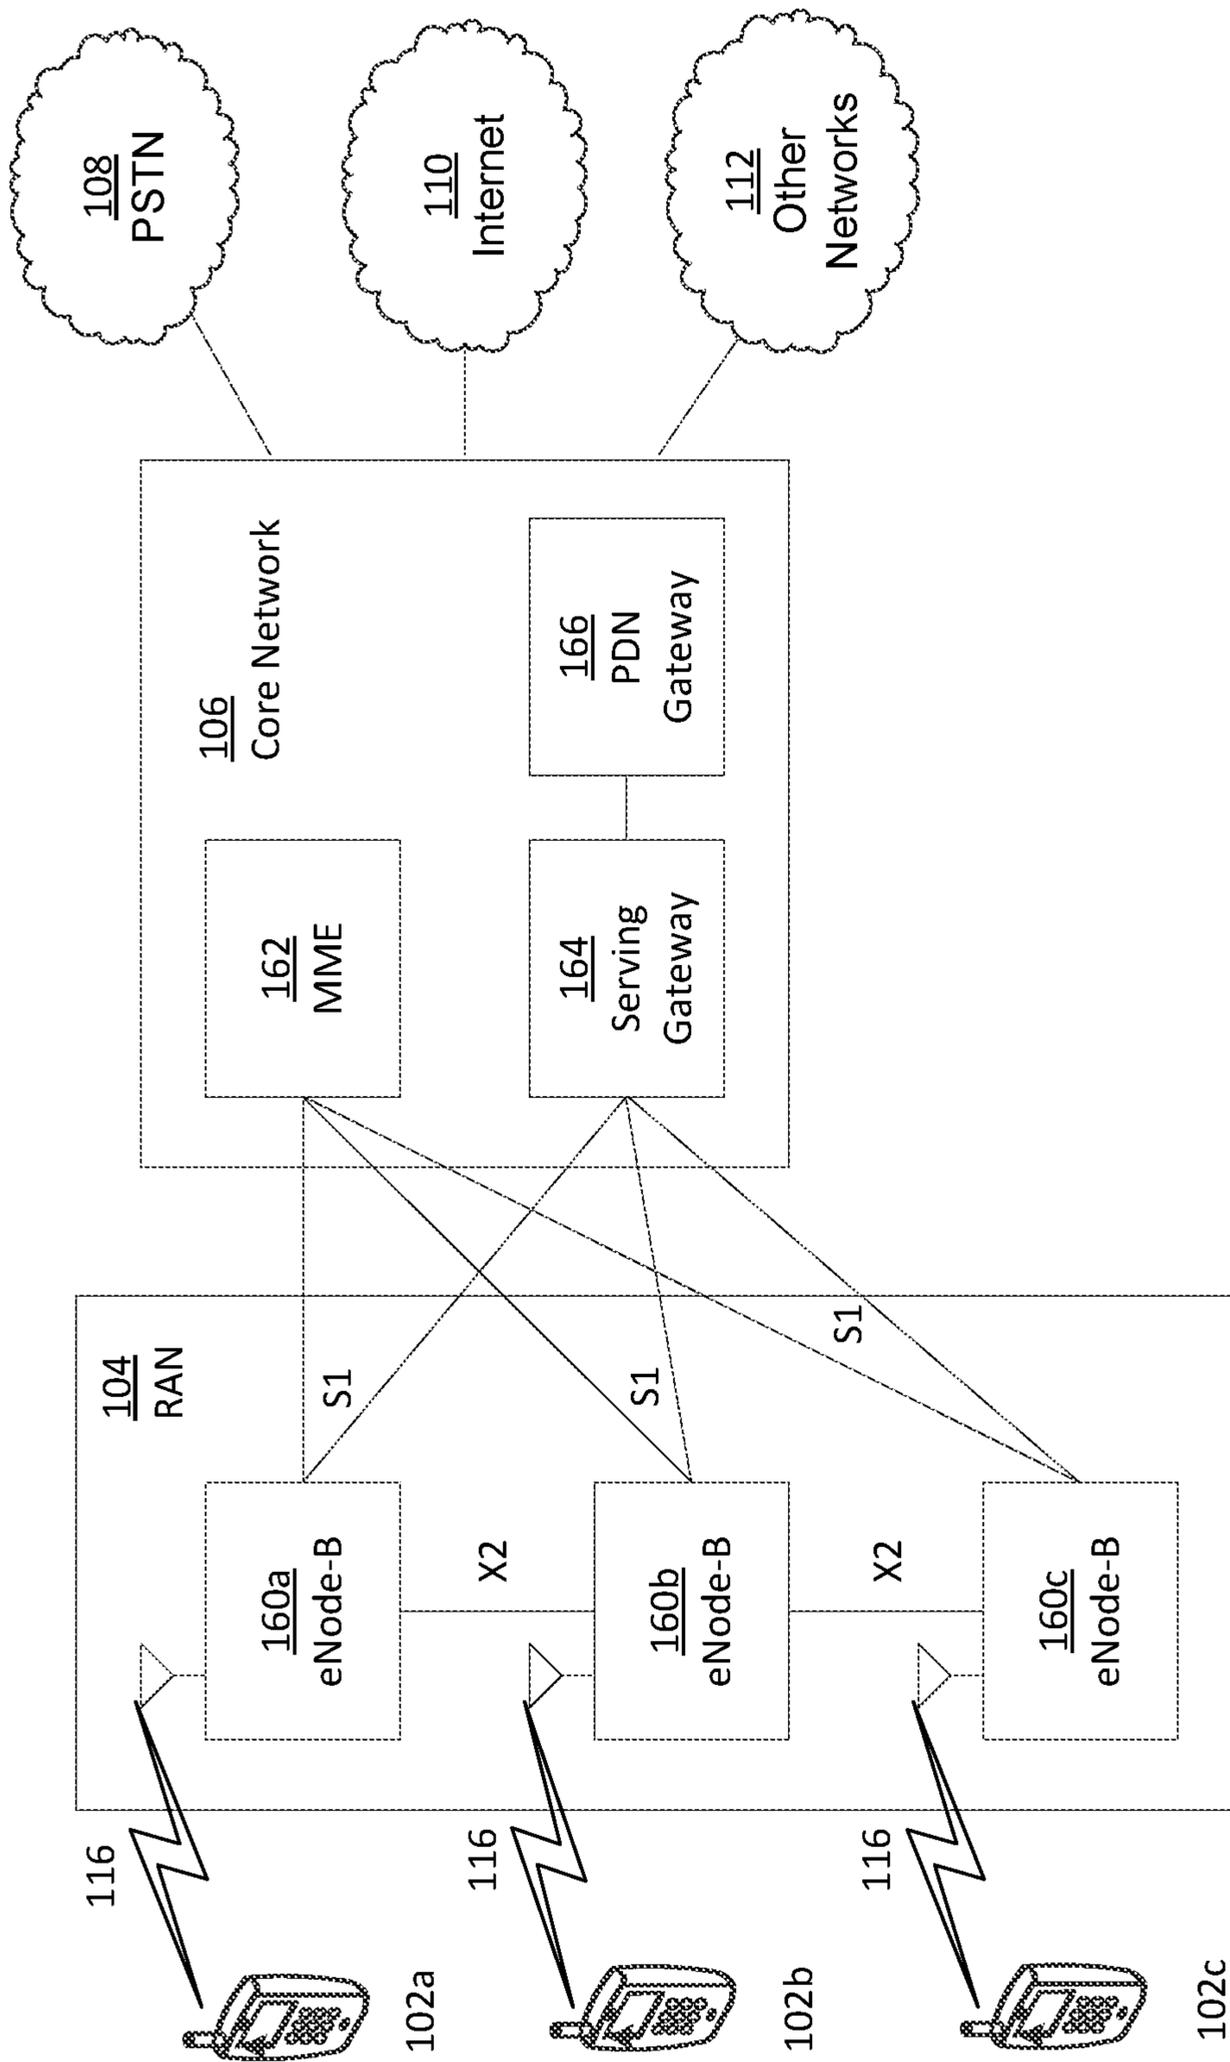 116
102a
116
102b
116
102c
104
RAN
160a
eNode-B
X2
160b
eNode-B
X2
160c
eNode-B
S1
S1
S1
106
Core Network
162
MME
164
Serving
Gateway
166
PDN
Gateway
108
PSTN
110
Internet
112
Other
Networks